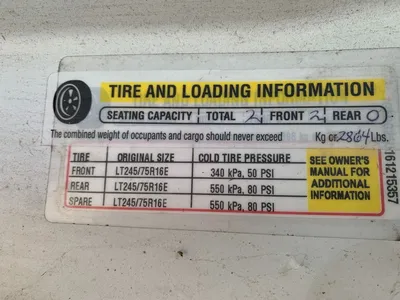 TIRE AND LOADING INFORMATION
SEATING CAPACITY TOTAL 2 FRONT 2 REAR 0
The combined weight of occupants and cargo should never exceed Kg or 2864 Lbs.
TIRE ORIGINAL SIZE COLD TIRE PRESSURE
FRONT LT245/75R16E 340 kPa, 50 PSI
REAR LT245/75R16E 550 kPa, 80 PSI
SPARE LT245/75R16E 550 kPa, 80 PSI
SEE OWNER'S
MANUAL FOR
ADDITIONAL
INFORMATION
161215357